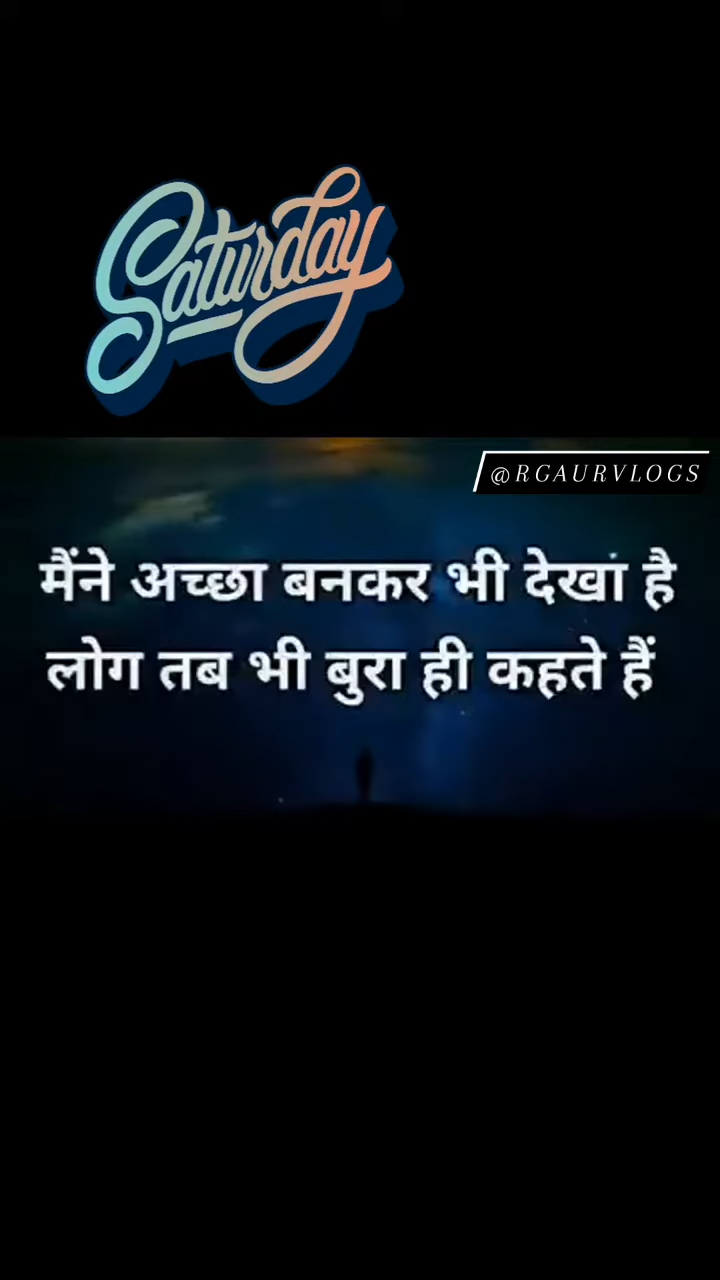 Saturday
@RGAURVLOGS
मैंने अच्छा बनकर भी देखा है
लोग तब भी बुरा ही कहते हैं